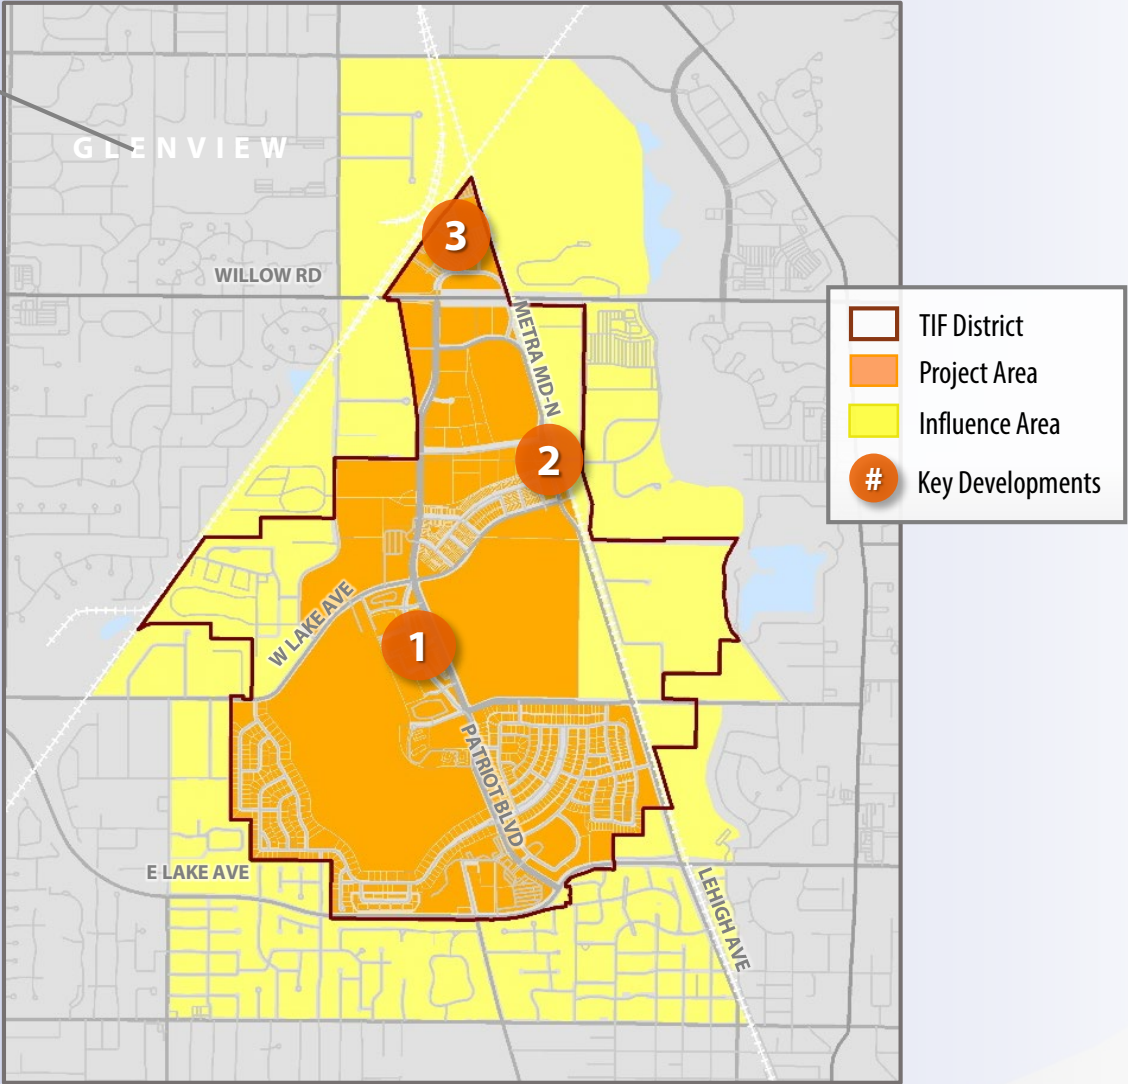 GLENVIEW
3
WILLOW RD
METRA MD-N
TIF District
Project Area
Influence Area
# Key Developments
2
W LAKE AVE
1
PATRIOT BLVD
E LAKE AVE
LEHIGH AVE